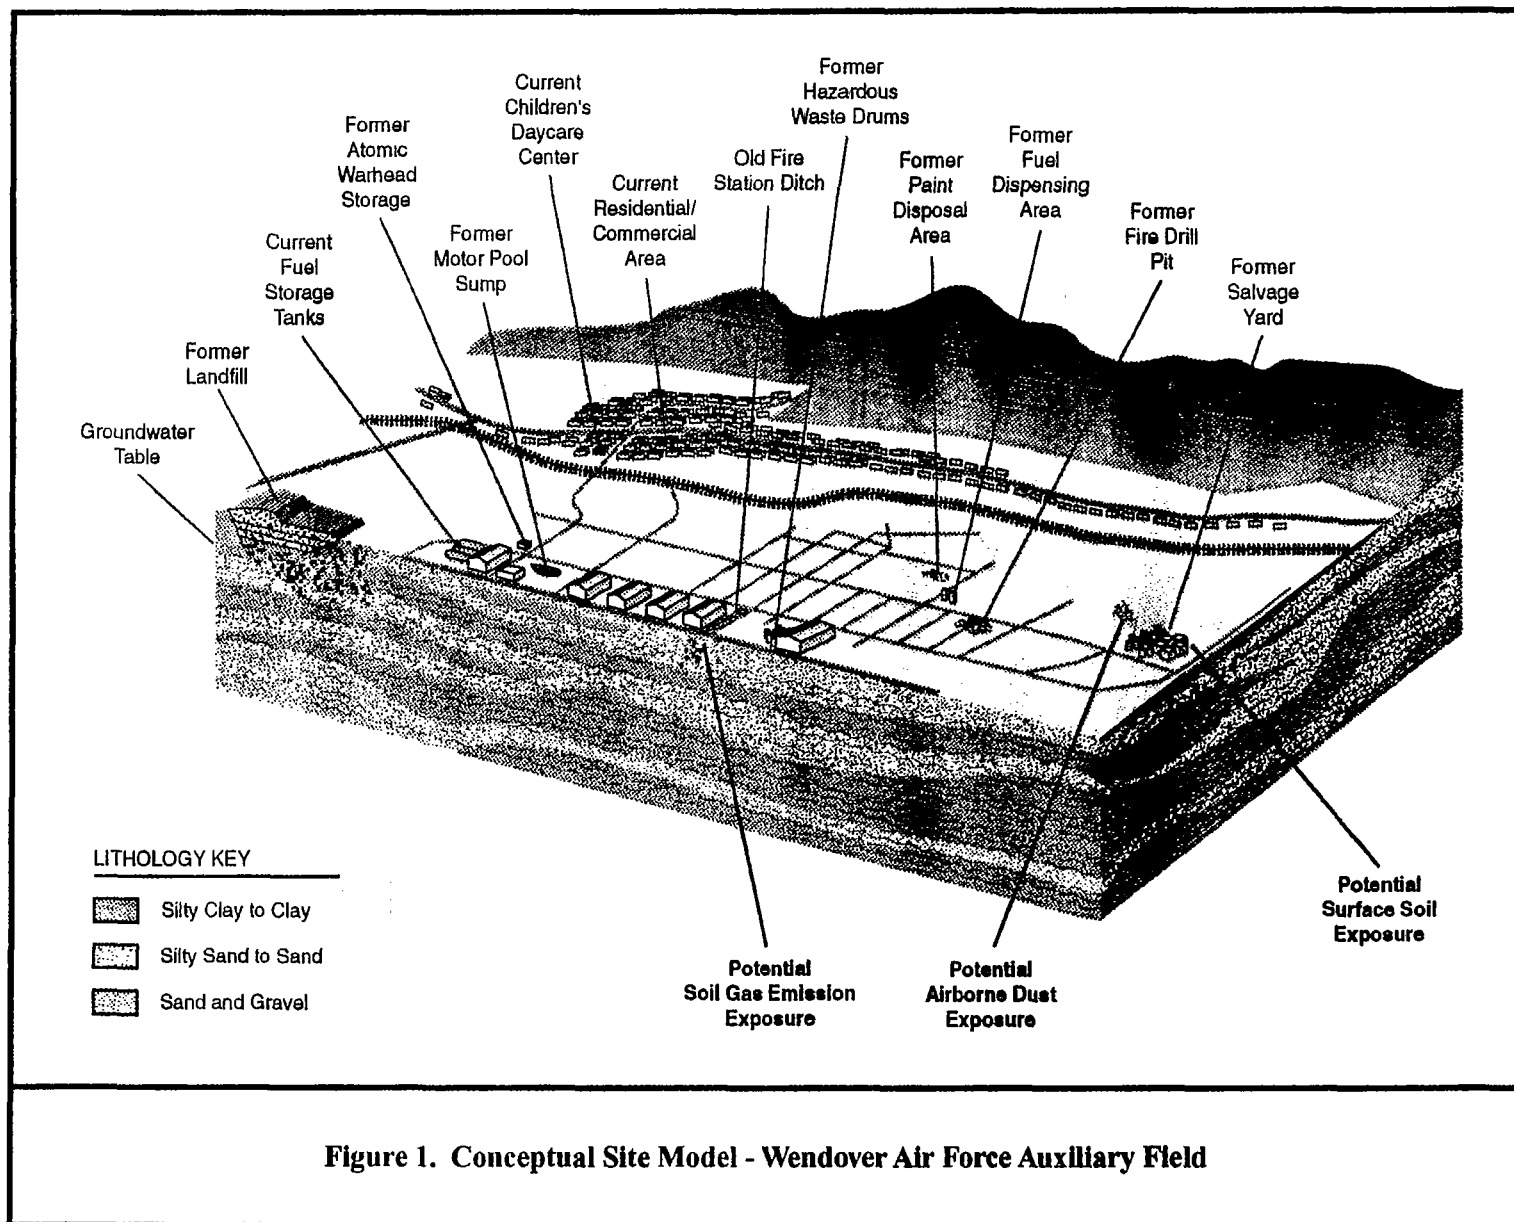 Former
Hazardous
Waste Drums
Current
Children's
Daycare
Center
Former
Atomic
Warhead
Storage
Former
Fuel
Dispensing
Area
Old Fire
Station Ditch
Former
Paint
Disposal
Area
Current
Residential/
Commercial
Area
Former
Fire Drill
Pit
Former
Motor Pool
Sump
Current
Fuel
Storage
Tanks
Former
Salvage
Yard
Former
Landfill
Groundwater
Table
LITHOLOGY KEY
Silty Clay to Clay
Silty Sand to Sand
Sand and Gravel
Potential
Surface Soil
Exposure
Potential
Soil Gas Emission
Exposure
Potential
Airborne Dust
Exposure
Figure 1. Conceptual Site Model - Wendover Air Force Auxiliary Field